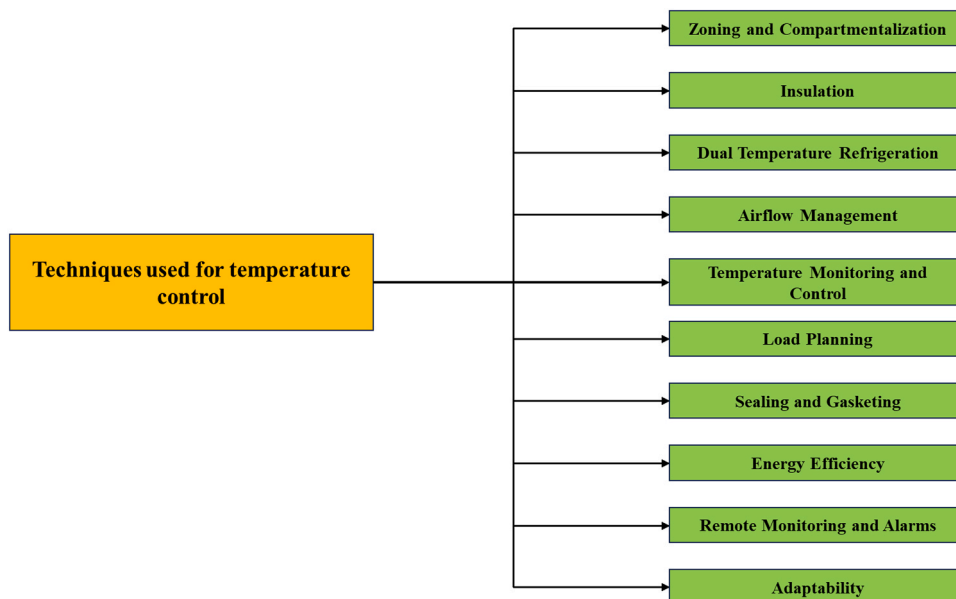 Zoning and Compartmentalization
Insulation
Dual Temperature Refrigeration
Airflow Management
Techniques used for temperature
control
Temperature Monitoring and
Control
Load Planning
Sealing and Gasketing
Energy Efficiency
Remote Monitoring and Alarms
Adaptability